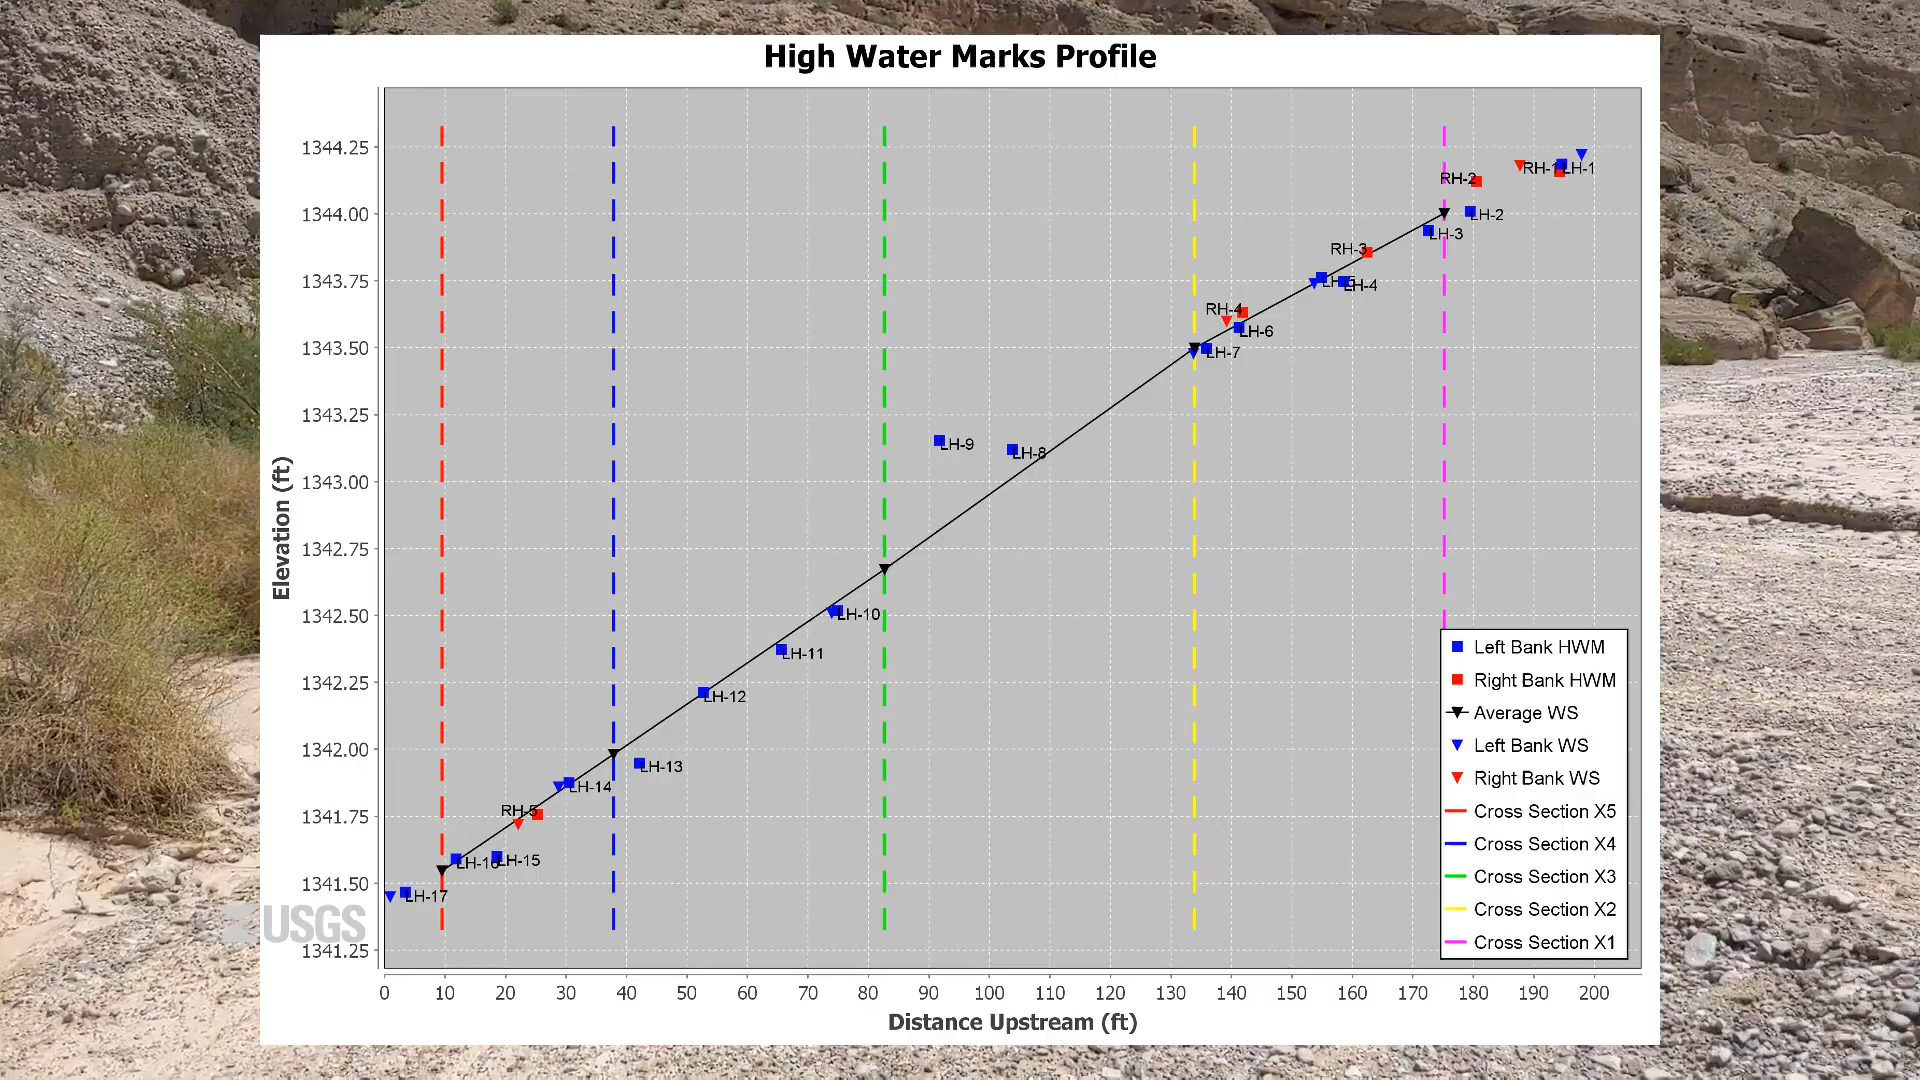 High Water Marks Profile
Elevation (ft)
1344.25
1344.00
1343.75
1343.50
1343.25
1343.00
1342.75
1342.50
1342.25
1342.00
1341.75
1341.50
1341.25
RH-1
LH-1
RH-2
LH-2
LH-3
RH-3
LH-5
LH-4
RH-4
LH-6
LH-7
LH-9
LH-8
LH-10
LH-11
LH-12
LH-13
LH-14
RH-5
LH-16
LH-15
LH-17
Left Bank HWM
Right Bank HWM
Average WS
Left Bank WS
Right Bank WS
Cross Section X5
Cross Section X4
Cross Section X3
Cross Section X2
Cross Section X1
USGS
0 10 20 30 40 50 60 70 80 90 100 110 120 130 140 150 160 170 180 190 200
Distance Upstream (ft)